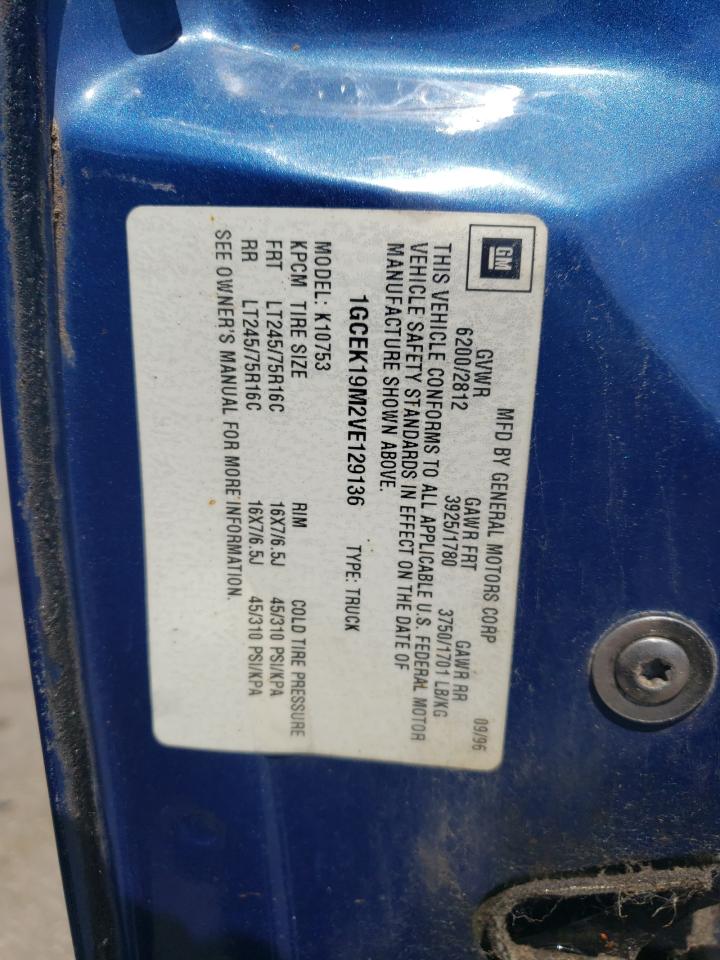 GM
MFD BY GENERAL MOTORS CORP 09/96
GVWR GAWR FRT GAWR RR
6200/2812 3925/1780 3750/1701 LB/KG
THIS VEHICLE CONFORMS TO ALL APPLICABLE U.S. FEDERAL MOTOR
VEHICLE SAFETY STANDARDS IN EFFECT ON THE DATE OF
MANUFACTURE SHOWN ABOVE.
1GCEK19M2VE129136 TYPE: TRUCK
MODEL: K10753
KPCM TIRE SIZE RIM COLD TIRE PRESSURE
FRT LT245/75R16C 16X7/6.5J 45/310 PSI/KPA
RR LT245/75R16C 16X7/6.5J 45/310 PSI/KPA
SEE OWNER'S MANUAL FOR MORE INFORMATION.